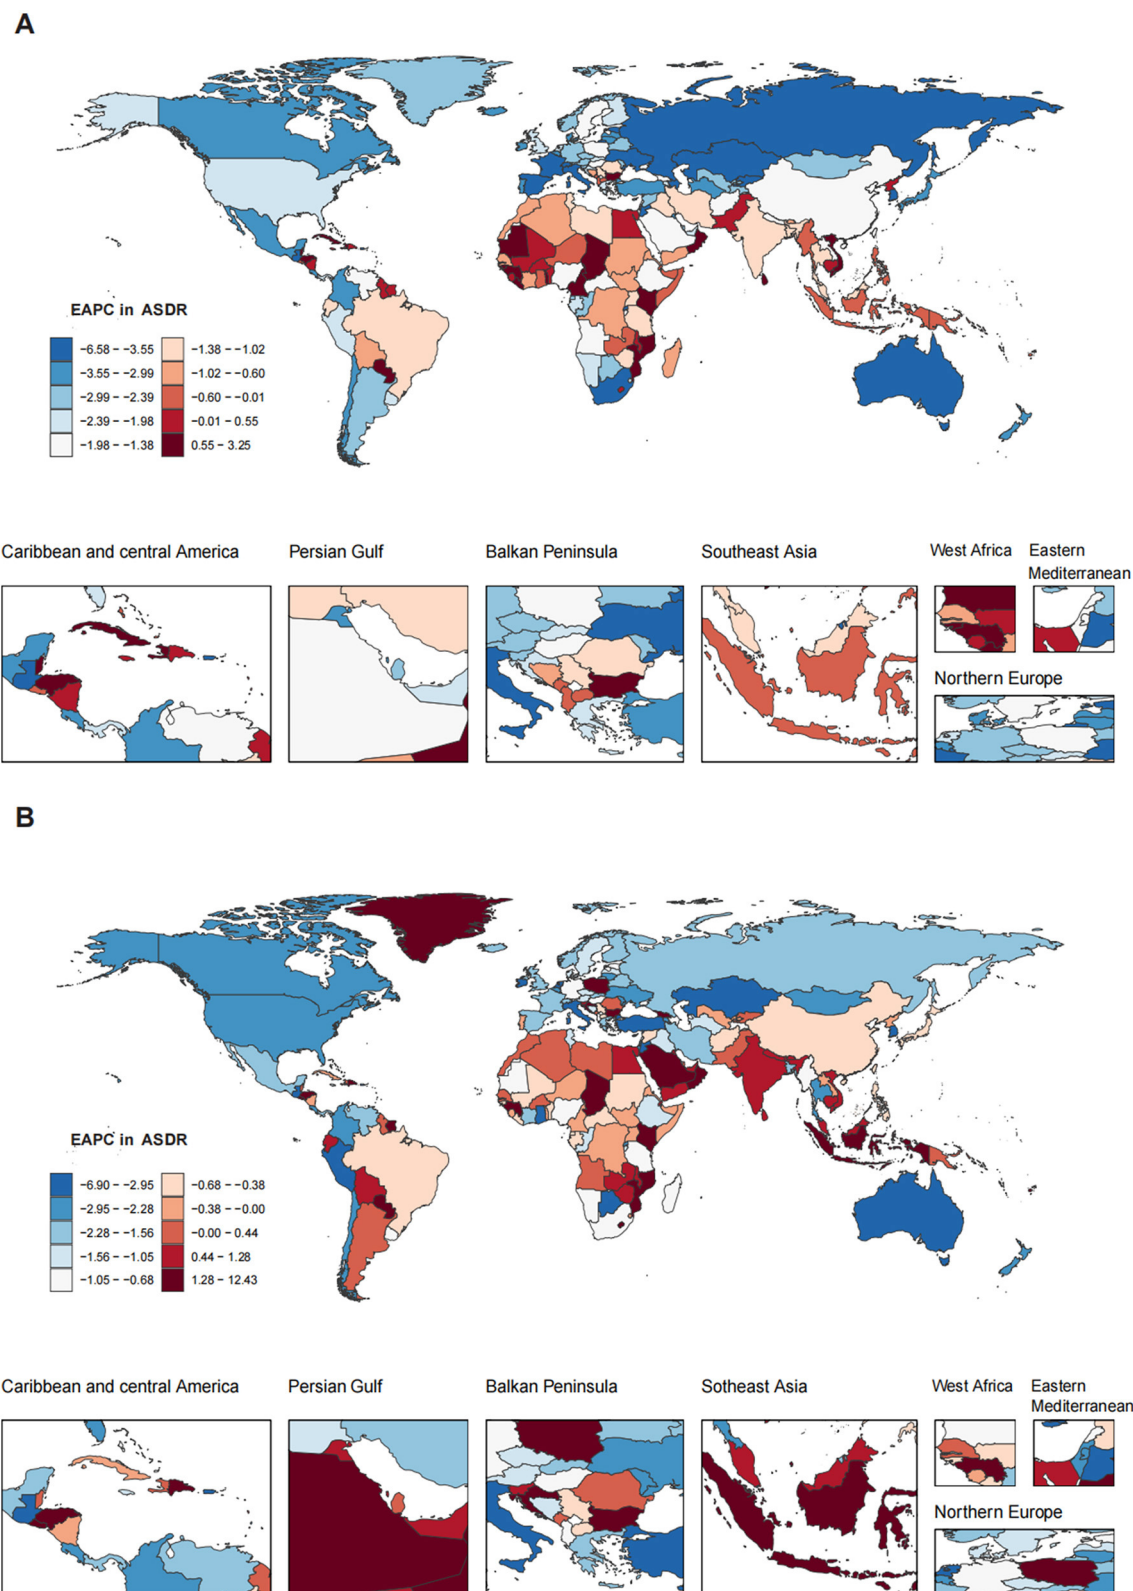 A
EAPC in ASDR
−6.58 – −3.55 −1.38 – −1.02
−3.55 – −2.99 −1.02 – −0.60
−2.99 – −2.39 −0.60 – −0.01
−2.39 – −1.98 −0.01 – 0.55
−1.98 – −1.38 0.55 – 3.25
Caribbean and central America Persian Gulf Balkan Peninsula Southeast Asia West Africa Eastern
Mediterranean
Northern Europe
B
EAPC in ASDR
−6.90 – −2.95 −0.68 – −0.38
−2.95 – −2.28 −0.38 – −0.00
−2.28 – −1.56 −0.00 – 0.44
−1.56 – −1.05 0.44 – 1.28
−1.05 – −0.68 1.28 – 12.43
Caribbean and central America Persian Gulf Balkan Peninsula Sotheast Asia West Africa Eastern
Mediterranean
Northern Europe